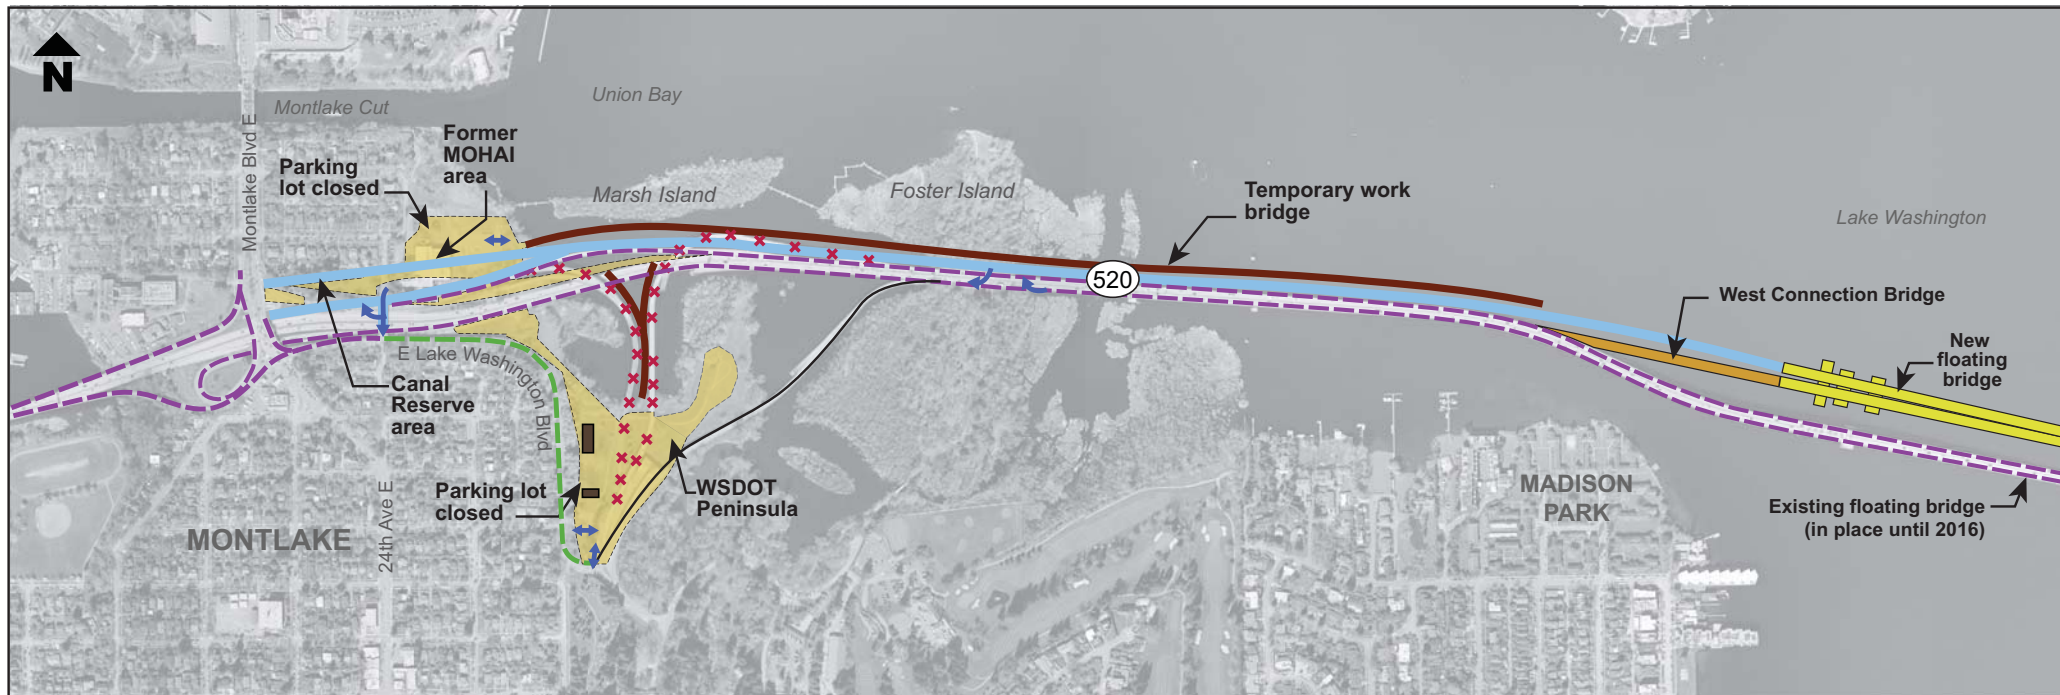 N
Montlake Cut
Union Bay
Montlake Blvd E
Former
MOHAI
area
Parking
lot closed
Marsh Island
Foster Island
Temporary work
bridge
Lake Washington
520
West Connection Bridge
New
floating
bridge
E Lake Washington Blvd
Canal
Reserve
area
24th Ave E
MONTLAKE
Parking lot
closed
WSDOT
Peninsula
MADISON
PARK
Existing floating bridge
(in place until 2016)